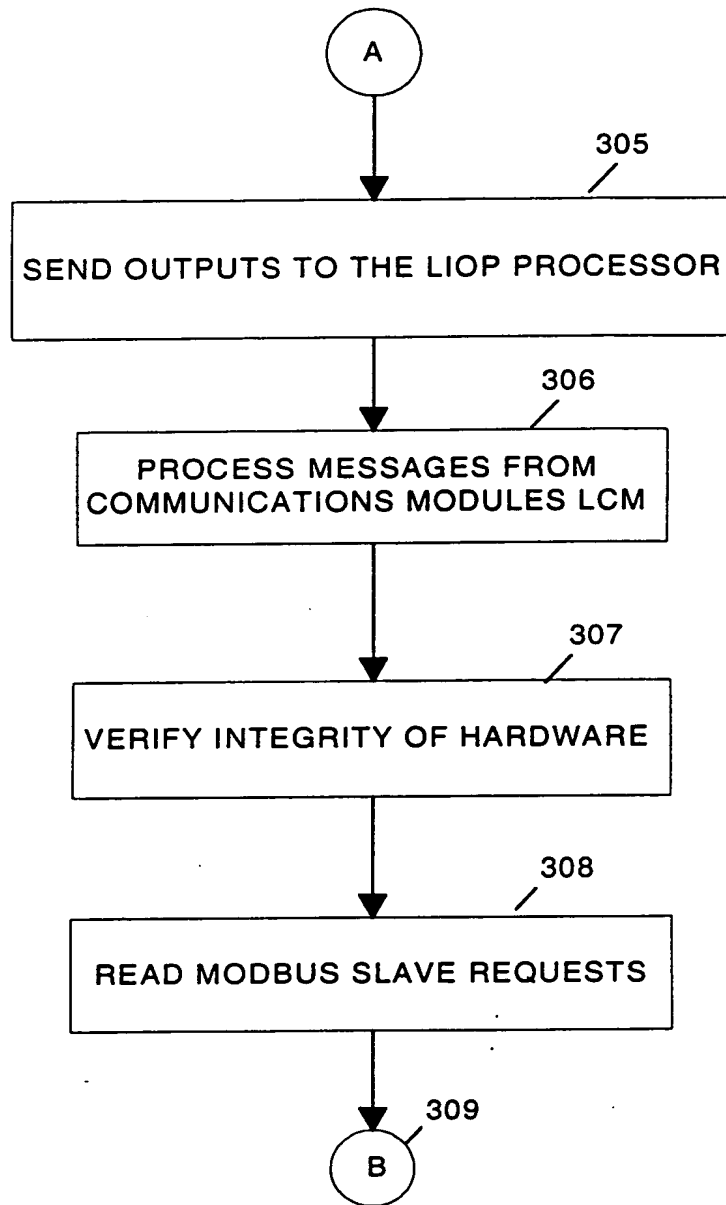 A
305
SEND OUTPUTS TO THE LIOP PROCESSOR
306
PROCESS MESSAGES FROM
COMMUNICATIONS MODULES LCM
307
VERIFY INTEGRITY OF HARDWARE
308
READ MODBUS SLAVE REQUESTS
309
B